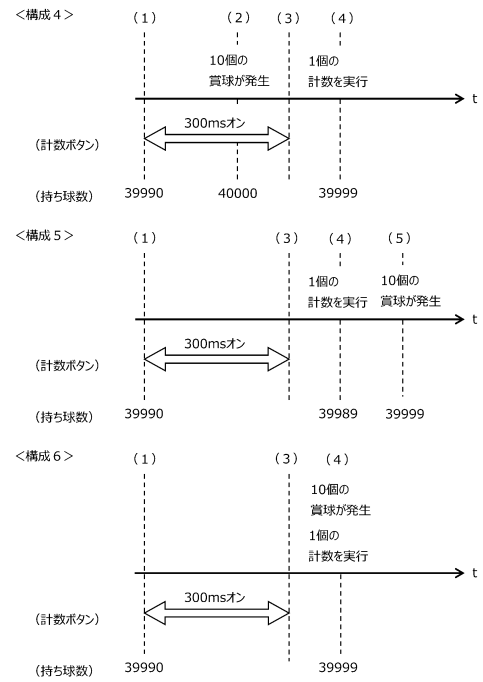 ＜構成４＞
（１）
（２）
（３）
（４）
10個の
賞球が発生
1個の
計数を実行
t
300msオン
（計数ボタン）
（持ち球数）
39990
40000
39999
＜構成５＞
（１）
（３）
（４）
（５）
1個の
計数を実行
10個の
賞球が発生
t
300msオン
（計数ボタン）
（持ち球数）
39990
39989
39999
＜構成６＞
（１）
（３）
（４）
10個の
賞球が発生
1個の
計数を実行
t
300msオン
（計数ボタン）
（持ち球数）
39990
39999